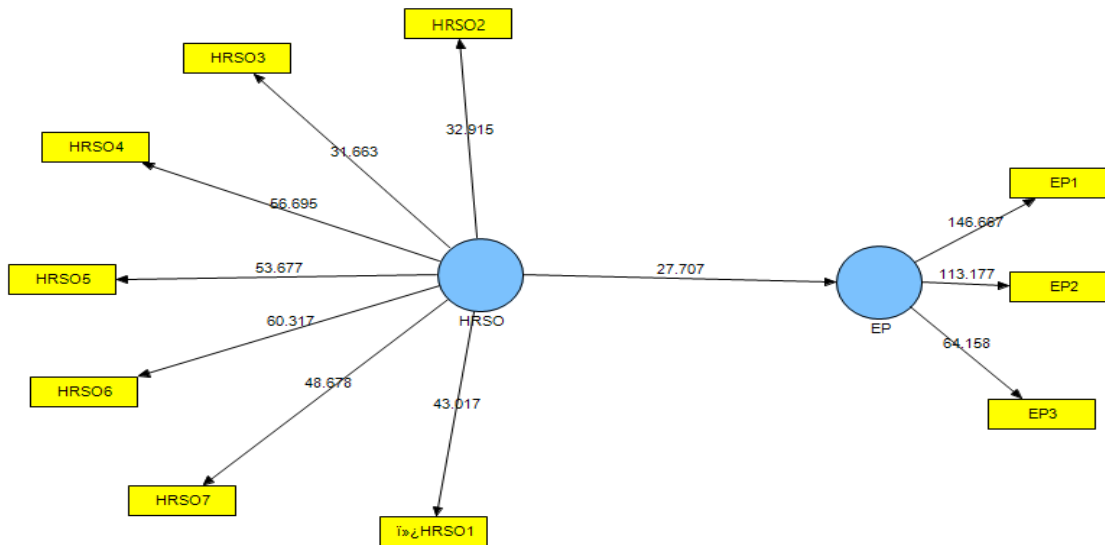 HRSO2
HRSO3
32.915
HRSO4
31.663
EP1
56.695
146.667
HRSO5
53.677
27.707
113.177
EP2
HRSO
EP
60.317
64.158
HRSO6
48.678
43.017
EP3
HRSO7
ï»¿HRSO1